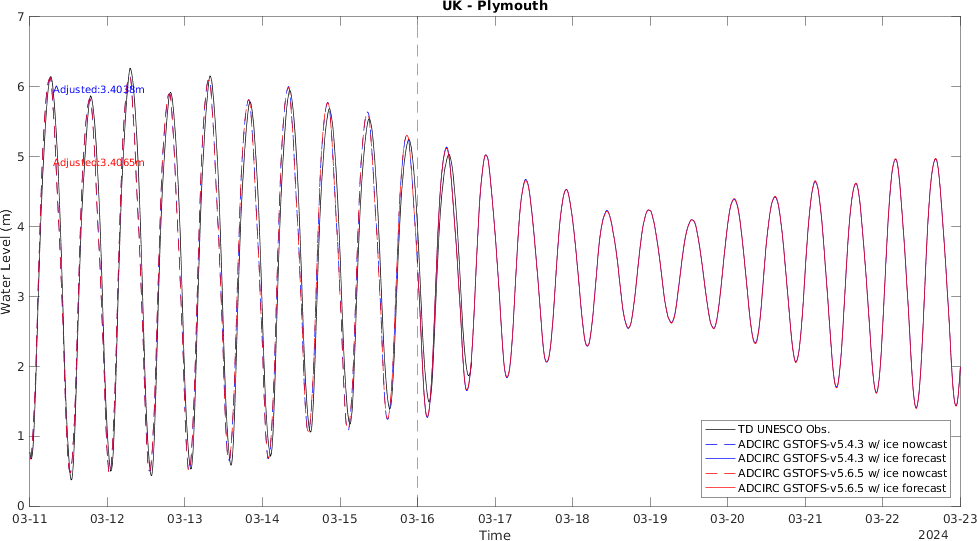 UK - Plymouth
7
6
5
4
3
2
1
0
Water Level (m)
Adjusted:3.4038m
Adjusted:3.4065m
TD UNESCO Obs.
ADCIRC GSTOFS-v5.4.3 w/ ice nowcast
ADCIRC GSTOFS-v5.4.3 w/ ice forecast
ADCIRC GSTOFS-v5.6.5 w/ ice nowcast
ADCIRC GSTOFS-v5.6.5 w/ ice forecast
03-11 03-12 03-13 03-14 03-15 03-16 03-17 03-18 03-19 03-20 03-21 03-22 03-23
Time
2024